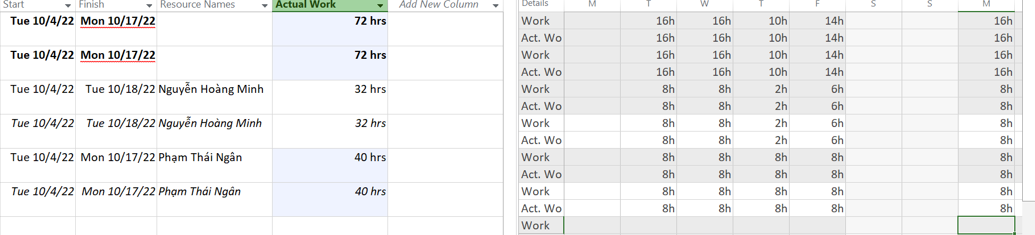 Start Finish Resource Names Actual Work Add New Column Details M T W T F S S M
Tue 10/4/22 Mon 10/17/22 72 hrs Work 16h 16h 10h 14h 16h
Act. Wo 16h 16h 10h 14h 16h
Tue 10/4/22 Mon 10/17/22 72 hrs Work 16h 16h 10h 14h 16h
Act. Wo 16h 16h 10h 14h 16h
Tue 10/4/22 Tue 10/18/22 Nguyễn Hoàng Minh 32 hrs Work 8h 8h 2h 6h 8h
Act. Wo 8h 8h 2h 6h 8h
Tue 10/4/22 Tue 10/18/22 Nguyễn Hoàng Minh 32 hrs Work 8h 8h 2h 6h 8h
Act. Wo 8h 8h 2h 6h 8h
Tue 10/4/22 Mon 10/17/22 Phạm Thái Ngân 40 hrs Work 8h 8h 8h 8h 8h
Act. Wo 8h 8h 8h 8h 8h
Tue 10/4/22 Mon 10/17/22 Phạm Thái Ngân 40 hrs Work 8h 8h 8h 8h 8h
Act. Wo 8h 8h 8h 8h 8h
Work